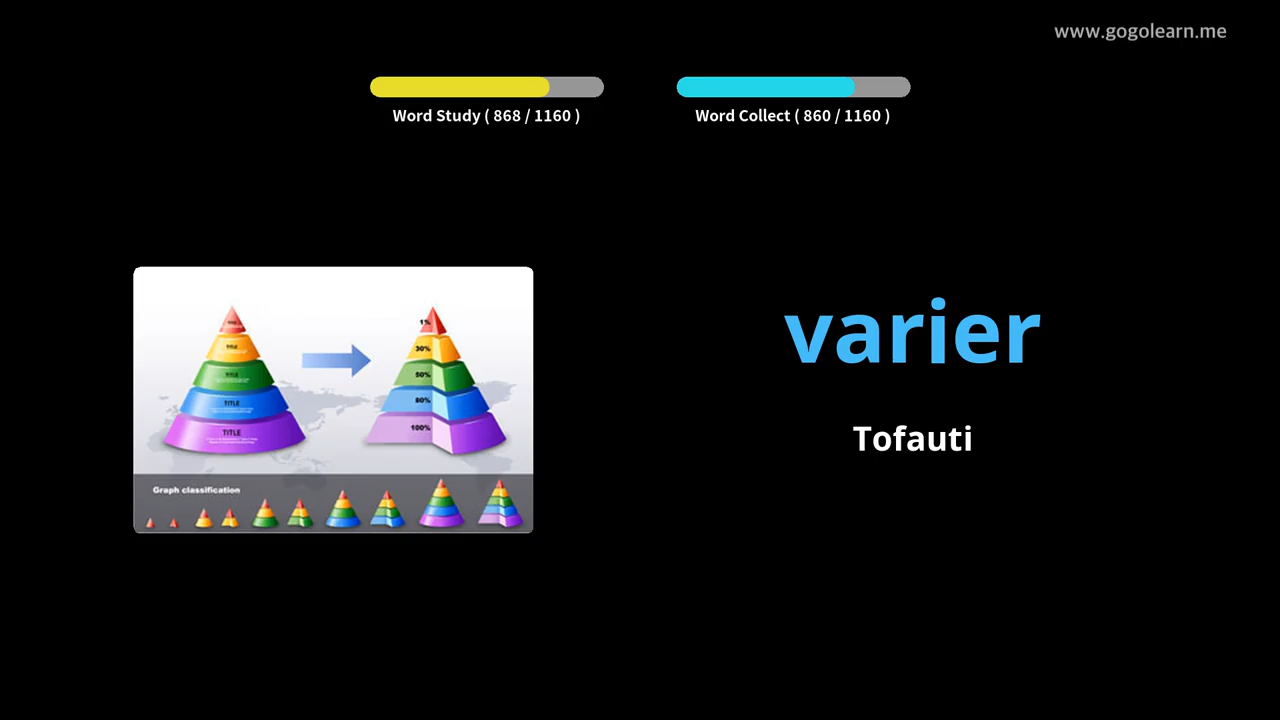 www.gogolearn.me
Word Study ( 868 / 1160 )
Word Collect ( 860 / 1160 )
varier
Tofauti
TITLE
TITLE
TITLE
TITLE
1%
30%
50%
80%
100%
Graph classification